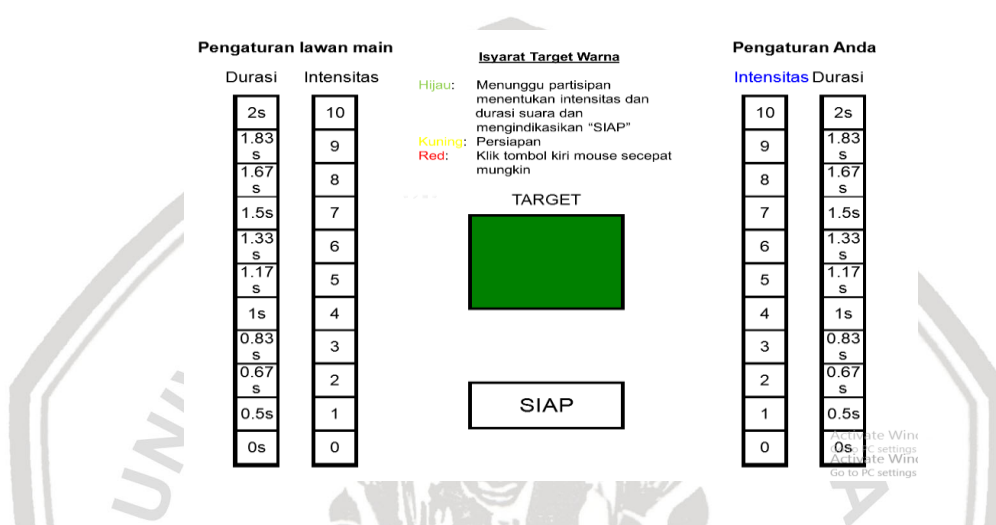 Pengaturan lawan main
Durasi Intensitas
2s 10
1.83
s
9
1.67
s
8
1.5s 7
1.33
s
6
1.17
s
5
1s 4
0.83
s
3
0.67
s
2
0.5s 1
0s 0
Isyarat Target Warna
Hijau: Menunggu partisipan
menentukan intensitas dan
durasi suara dan
mengindikasikan “SIAP”
Kuning: Persiapan
Red: Klik tombol kiri mouse secepat
mungkin
TARGET
SIAP
Pengaturan Anda
Intensitas Durasi
10 2s
9 1.83
s
8 1.67
s
7 1.5s
6 1.33
s
5 1.17
s
4 1s
3 0.83
s
2 0.67
s
1 0.5s
0 0s
Activate Win
Activate Win
Go to PC settings
UNI
A